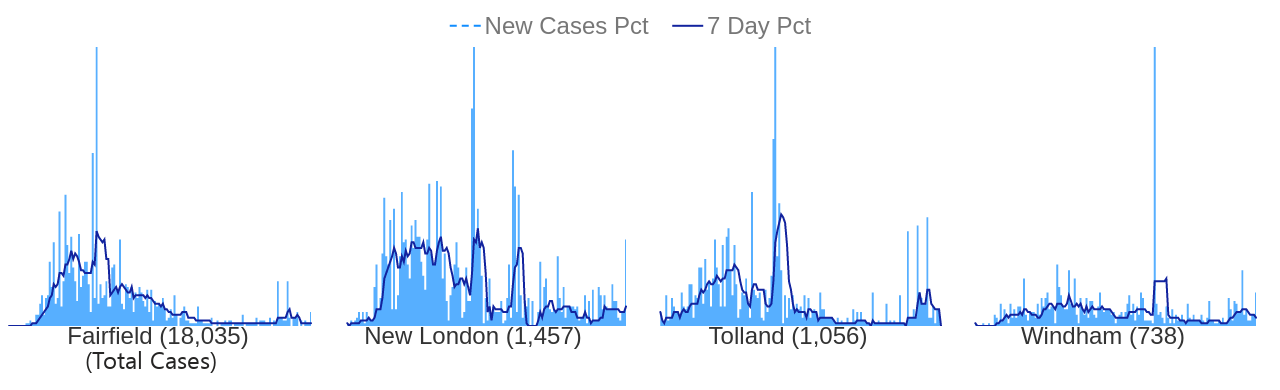 New Cases Pct 7 Day Pct
Fairfield (18,035) New London (1,457) Tolland (1,056) Windham (738)
(Total Cases)